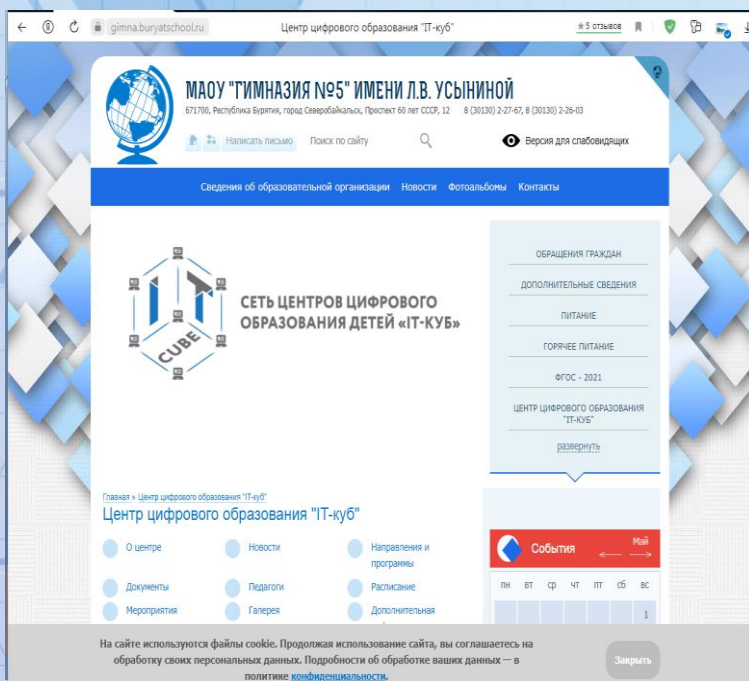 gimna.buryatschool.ru
Центр цифрового образования "IT-куб"
★5 отзывов
МАОУ "ГИМНАЗИЯ №5" ИМЕНИ Л.В. УСЫНИНОЙ
671700, Республика Бурятия, город Северобайкальск, Проспект 60 лет СССР, 12 8 (30130) 2-27-67, 8 (30130) 2-26-03
Написать письмо Поиск по сайту Версия для слабовидящих
Сведения об образовательной организации Новости Фотоальбомы Контакты
IT
CUBE
СЕТЬ ЦЕНТРОВ ЦИФРОВОГО
ОБРАЗОВАНИЯ ДЕТЕЙ «IT-КУБ»
ОБРАЩЕНИЯ ГРАЖДАН
ДОПОЛНИТЕЛЬНЫЕ СВЕДЕНИЯ
ПИТАНИЕ
ГОРЯЧЕЕ ПИТАНИЕ
ФГОС - 2021
ЦЕНТР ЦИФРОВОГО ОБРАЗОВАНИЯ
"IT-КУБ"
развернуть
Главная » Центр цифрового образования "IT-куб"
Центр цифрового образования "IT-куб"
О центре Новости Направления и
программы
Документы Педагоги Расписание
Мероприятия Галерея Дополнительная
События Май
пн вт ср чт пт сб вс
1
На сайте используются файлы cookie. Продолжая использование сайта, вы соглашаетесь на
обработку своих персональных данных. Подробности об обработке ваших данных — в
политике конфиденциальности.
Закрыть